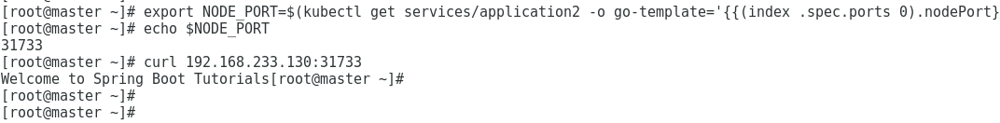 [root@master ~]# export NODE_PORT=$(kubectl get services/application2 -o go-template='{{(index .spec.ports 0).nodePort}
[root@master ~]# echo $NODE_PORT
31733
[root@master ~]# curl 192.168.233.130:31733
Welcome to Spring Boot Tutorials[root@master ~]#
[root@master ~]#
[root@master ~]#